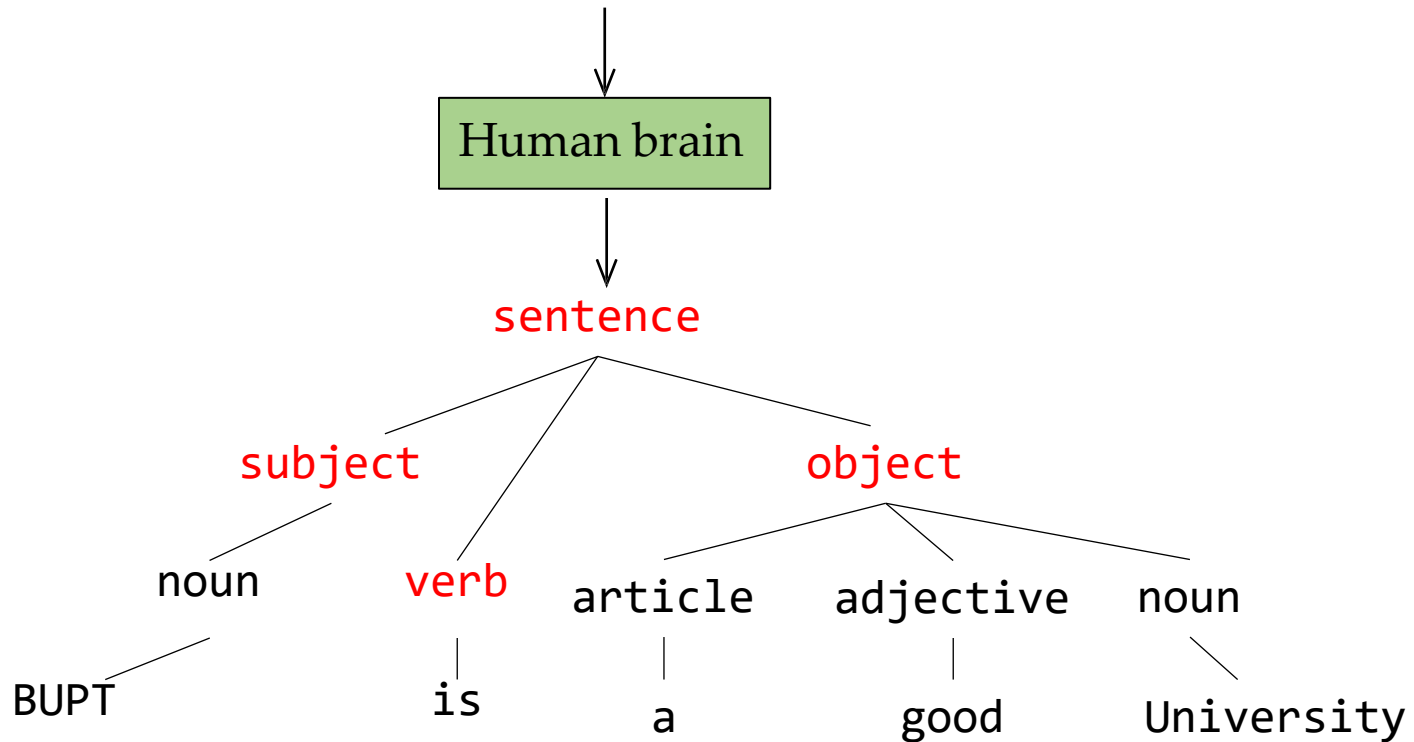 Human brain
sentence
subject object
noun verb article adjective noun
BUPT is a good University